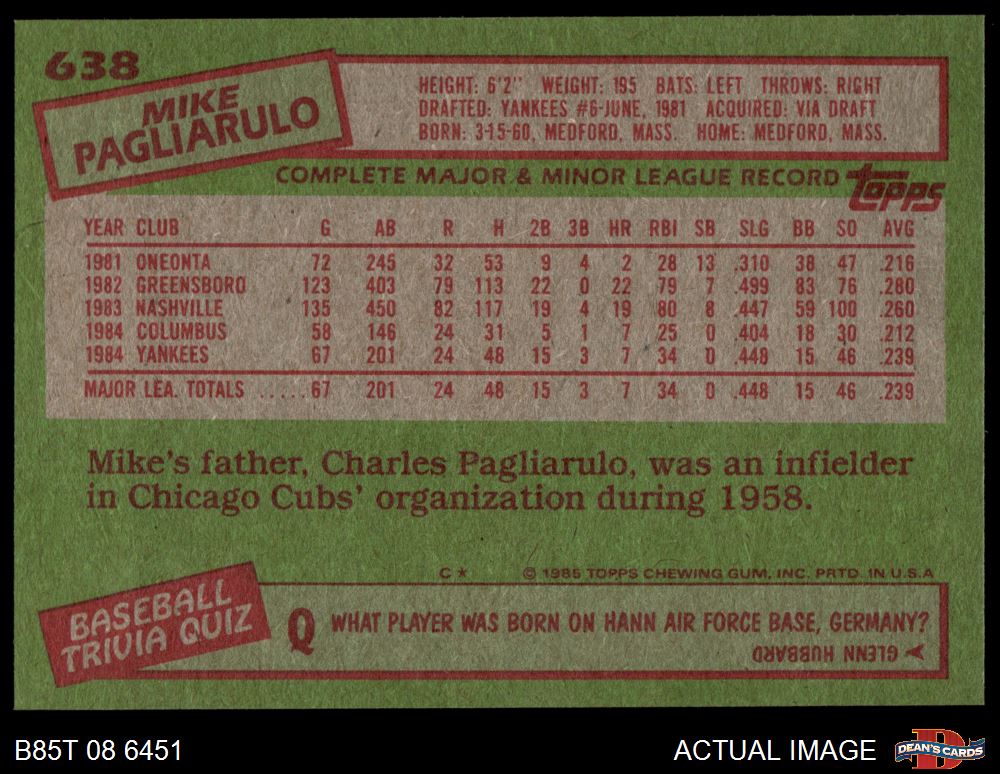 638
MIKE
PAGLIARULO
HEIGHT: 6'2" WEIGHT: 195 BATS: LEFT THROWS: RIGHT
DRAFTED: YANKEES #6-JUNE, 1981 ACQUIRED: VIA DRAFT
BORN: 3-15-60, MEDFORD, MASS. HOME: MEDFORD, MASS.
COMPLETE MAJOR & MINOR LEAGUE RECORD topps
YEAR CLUB G AB R H 2B 3B HR RBI SB SLG BB SO AVG
1981 ONEONTA 72 245 32 53 9 4 2 28 13 .310 38 47 .216
1982 GREENSBORO 123 403 79 113 22 0 22 79 7 .499 83 76 .280
1983 NASHVILLE 135 450 82 117 19 4 19 80 8 .447 59 100 .260
1984 COLUMBUS 58 146 24 31 5 1 7 25 0 .404 18 30 .212
1984 YANKEES 67 201 24 48 15 3 7 34 0 .448 15 46 .239
MAJOR LEA. TOTALS .....67 201 24 48 15 3 7 34 0 .448 15 46 .239
Mike's father, Charles Pagliarulo, was an infielder
in Chicago Cubs' organization during 1958.
C* © 1985 TOPPS CHEWING GUM, INC. PRTD. IN U.S.A
BASEBALL
TRIVIA QUIZ
Q WHAT PLAYER WAS BORN ON HANN AIR FORCE BASE, GERMANY?
GLENN HUBBARD
B85T 08 6451
ACTUAL IMAGE
DEAN'S CARDS